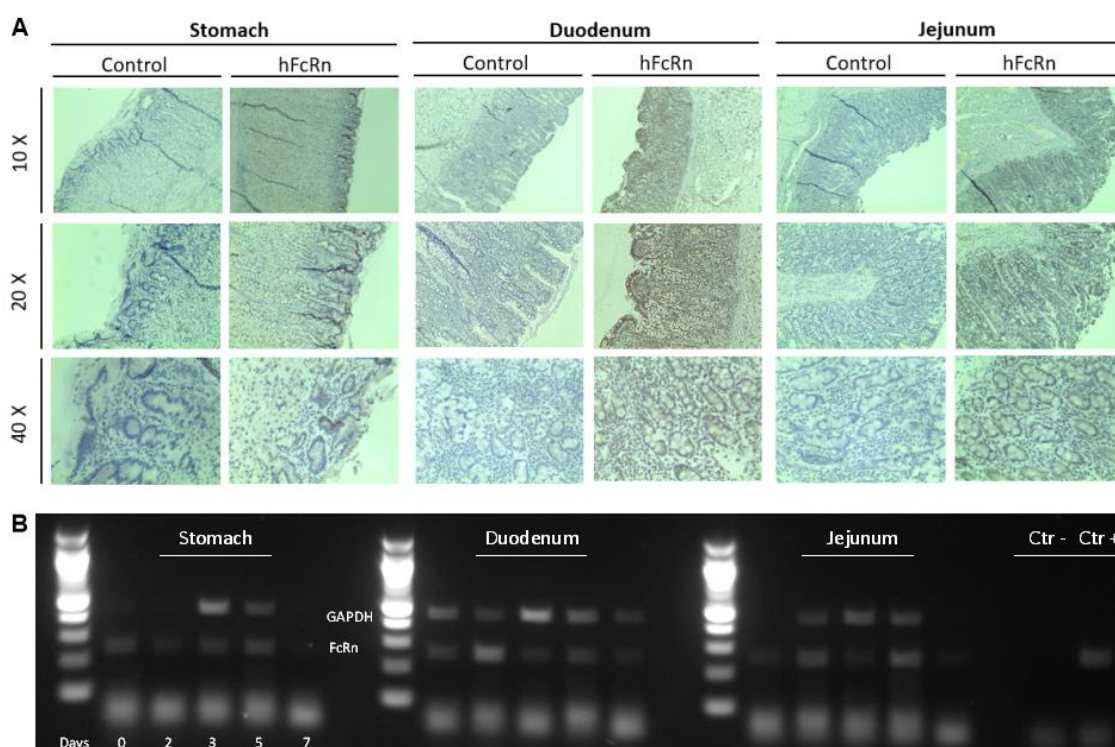 A
Stomach Duodenum Jejunum
Control hFcRn Control hFcRn Control hFcRn
10 X
20 X
40 X
B
Stomach Duodenum Jejunum Ctr - Ctr +
GAPDH
FcRn
Days 0 2 3 5 7